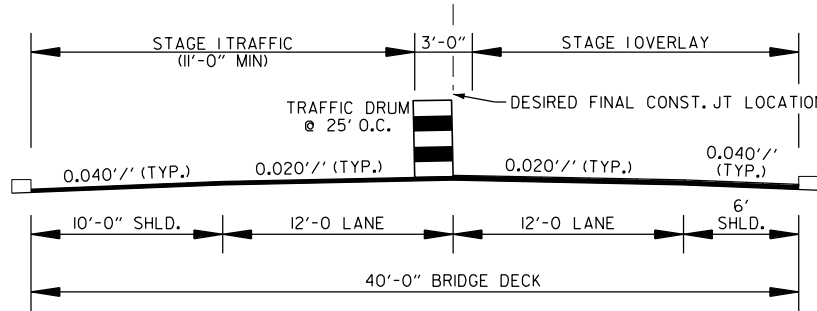 STAGE 1 TRAFFIC
(11'-0" MIN)
3'-0"
STAGE 1 OVERLAY
TRAFFIC DRUM
@ 25' O.C.
DESIRED FINAL CONST. JT LOCATION
0.040'/' (TYP.)
0.020'/' (TYP.)
0.020'/' (TYP.)
0.040'/'
(TYP.)
10'-0" SHLD.
12'-0 LANE
12'-0 LANE
6'
SHLD.
40'-0" BRIDGE DECK